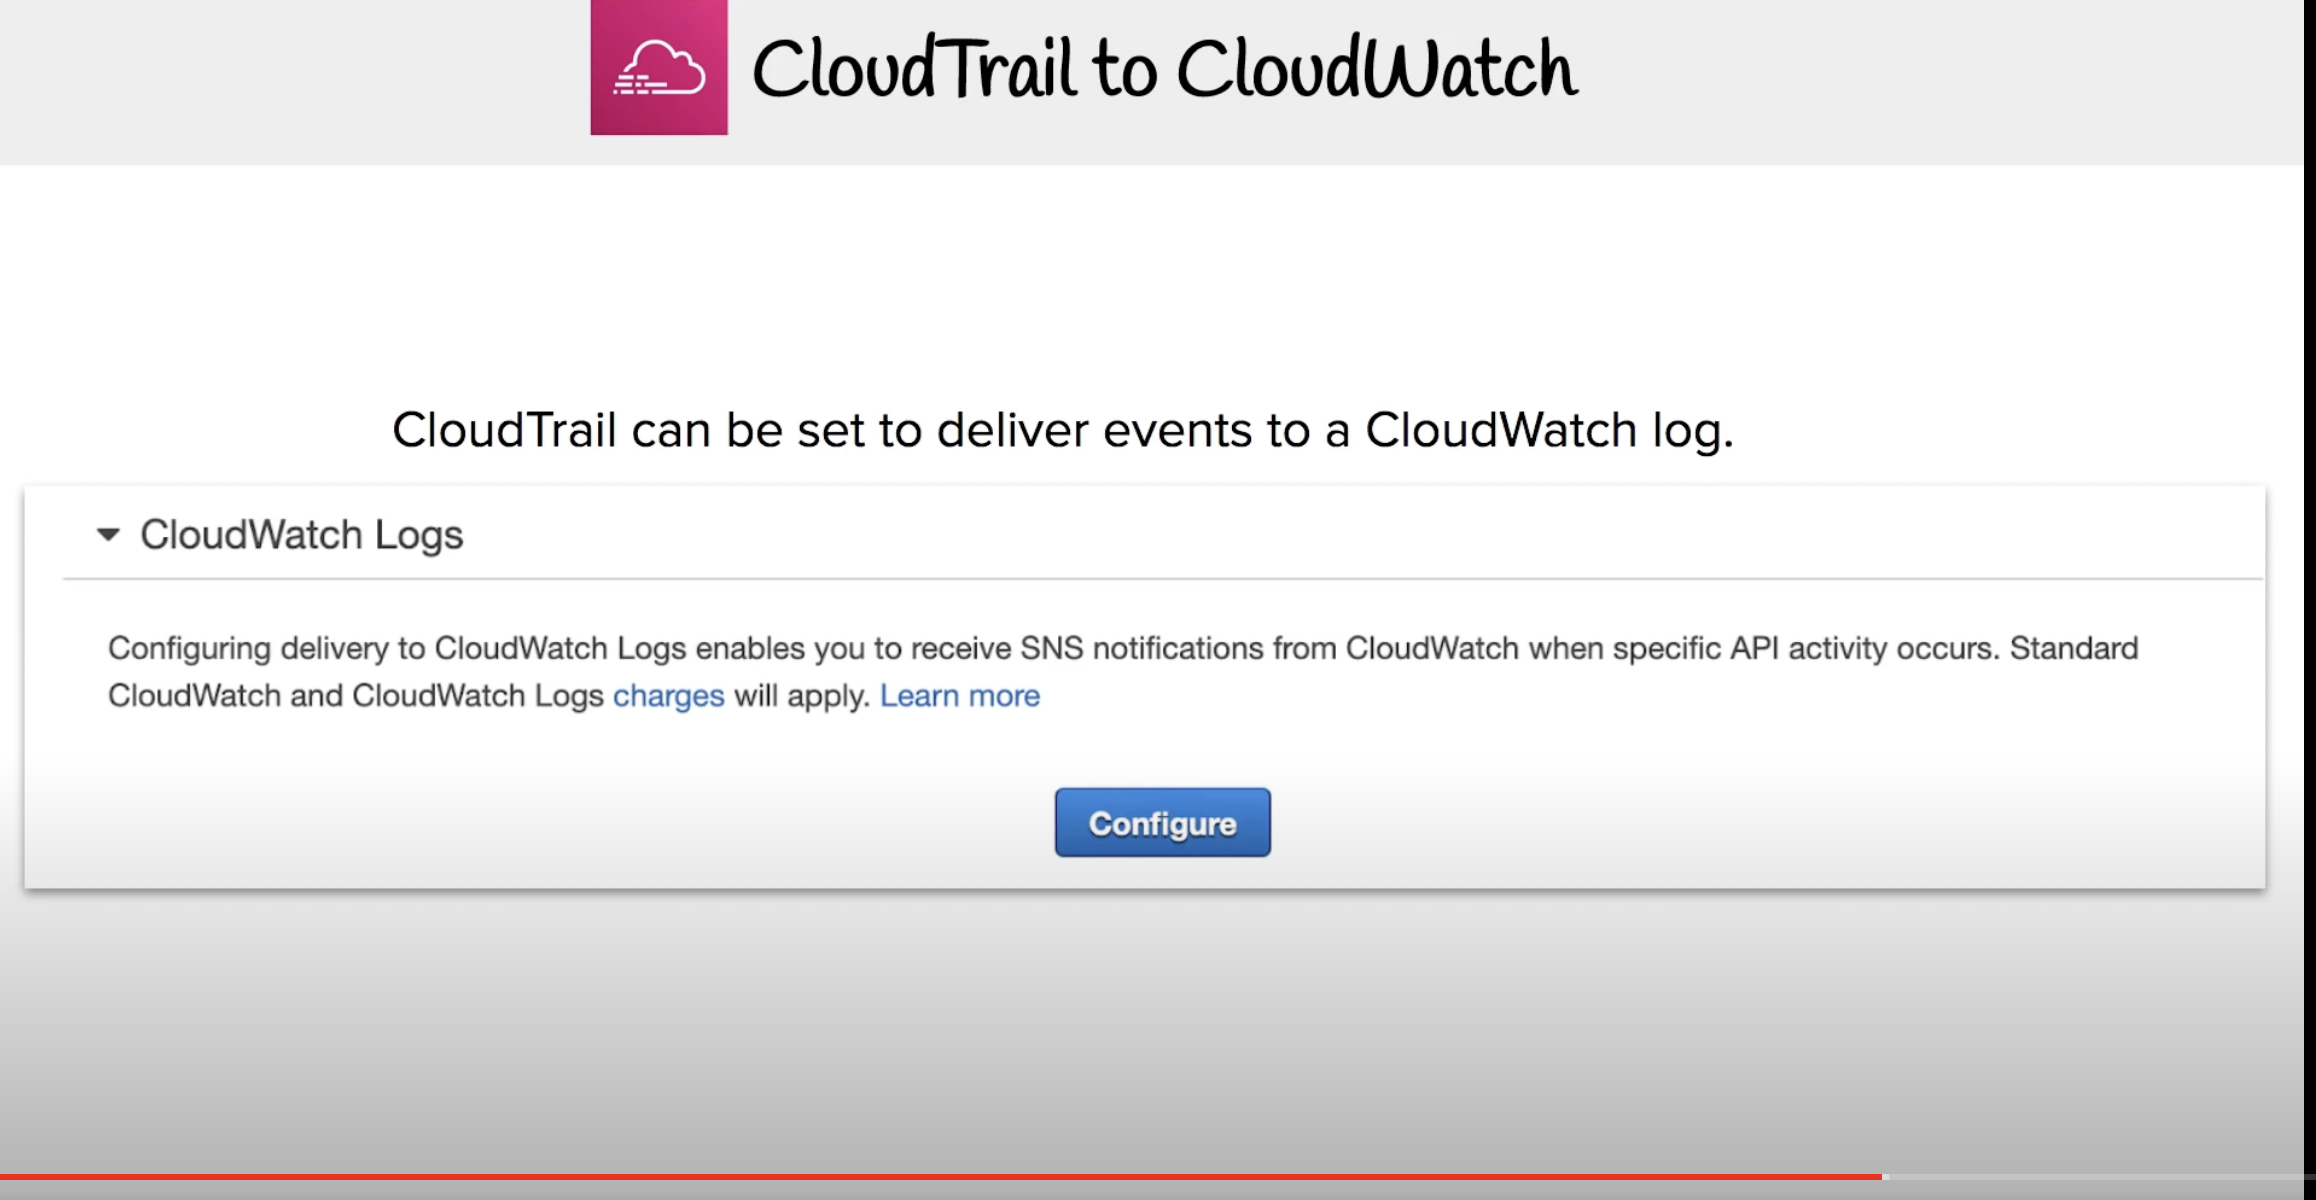 CloudTrail to CloudWatch
CloudTrail can be set to deliver events to a CloudWatch log.
CloudWatch Logs
Configuring delivery to CloudWatch Logs enables you to receive SNS notifications from CloudWatch when specific API activity occurs. Standard
CloudWatch and CloudWatch Logs charges will apply. Learn more
Configure